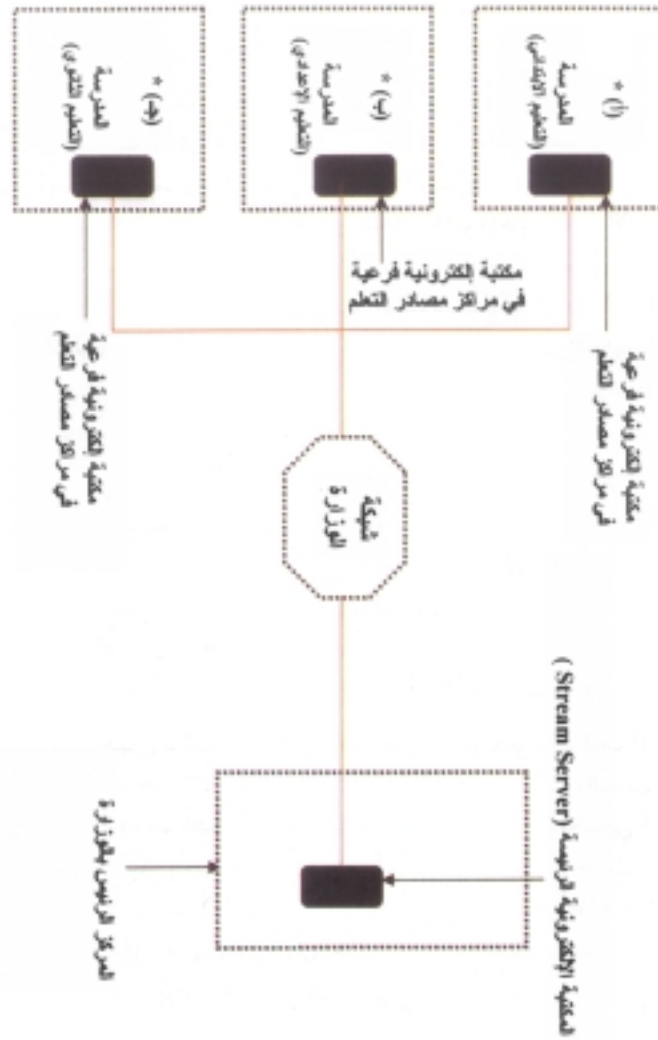 * (أ)
المدرسة
(التعليم الابتدائي)
* (ب)
المدرسة
(التعليم الإعدادي)
* (جـ)
المدرسة
(التعليم الثانوي)
مكتبة إلكترونية فرعية
في مراكز مصادر التعلم
مكتبة إلكترونية فرعية
في مراكز مصادر التعلم
مكتبة إلكترونية فرعية
في مراكز مصادر التعلم
شبكة
الوزارة
المكتبة الإلكترونية الرئيسة (Stream Server )
المركز الرئيس بالوزارة